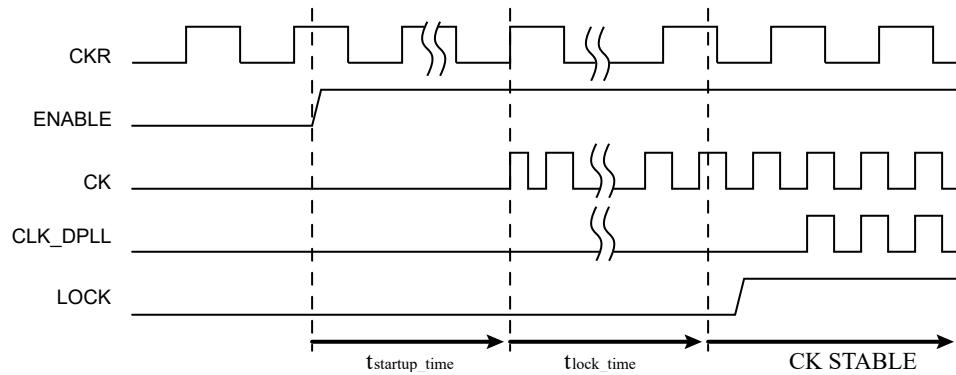 CKR
ENABLE
CK
CLK_DPLL
LOCK
tstartup_time tlock_time CK STABLE